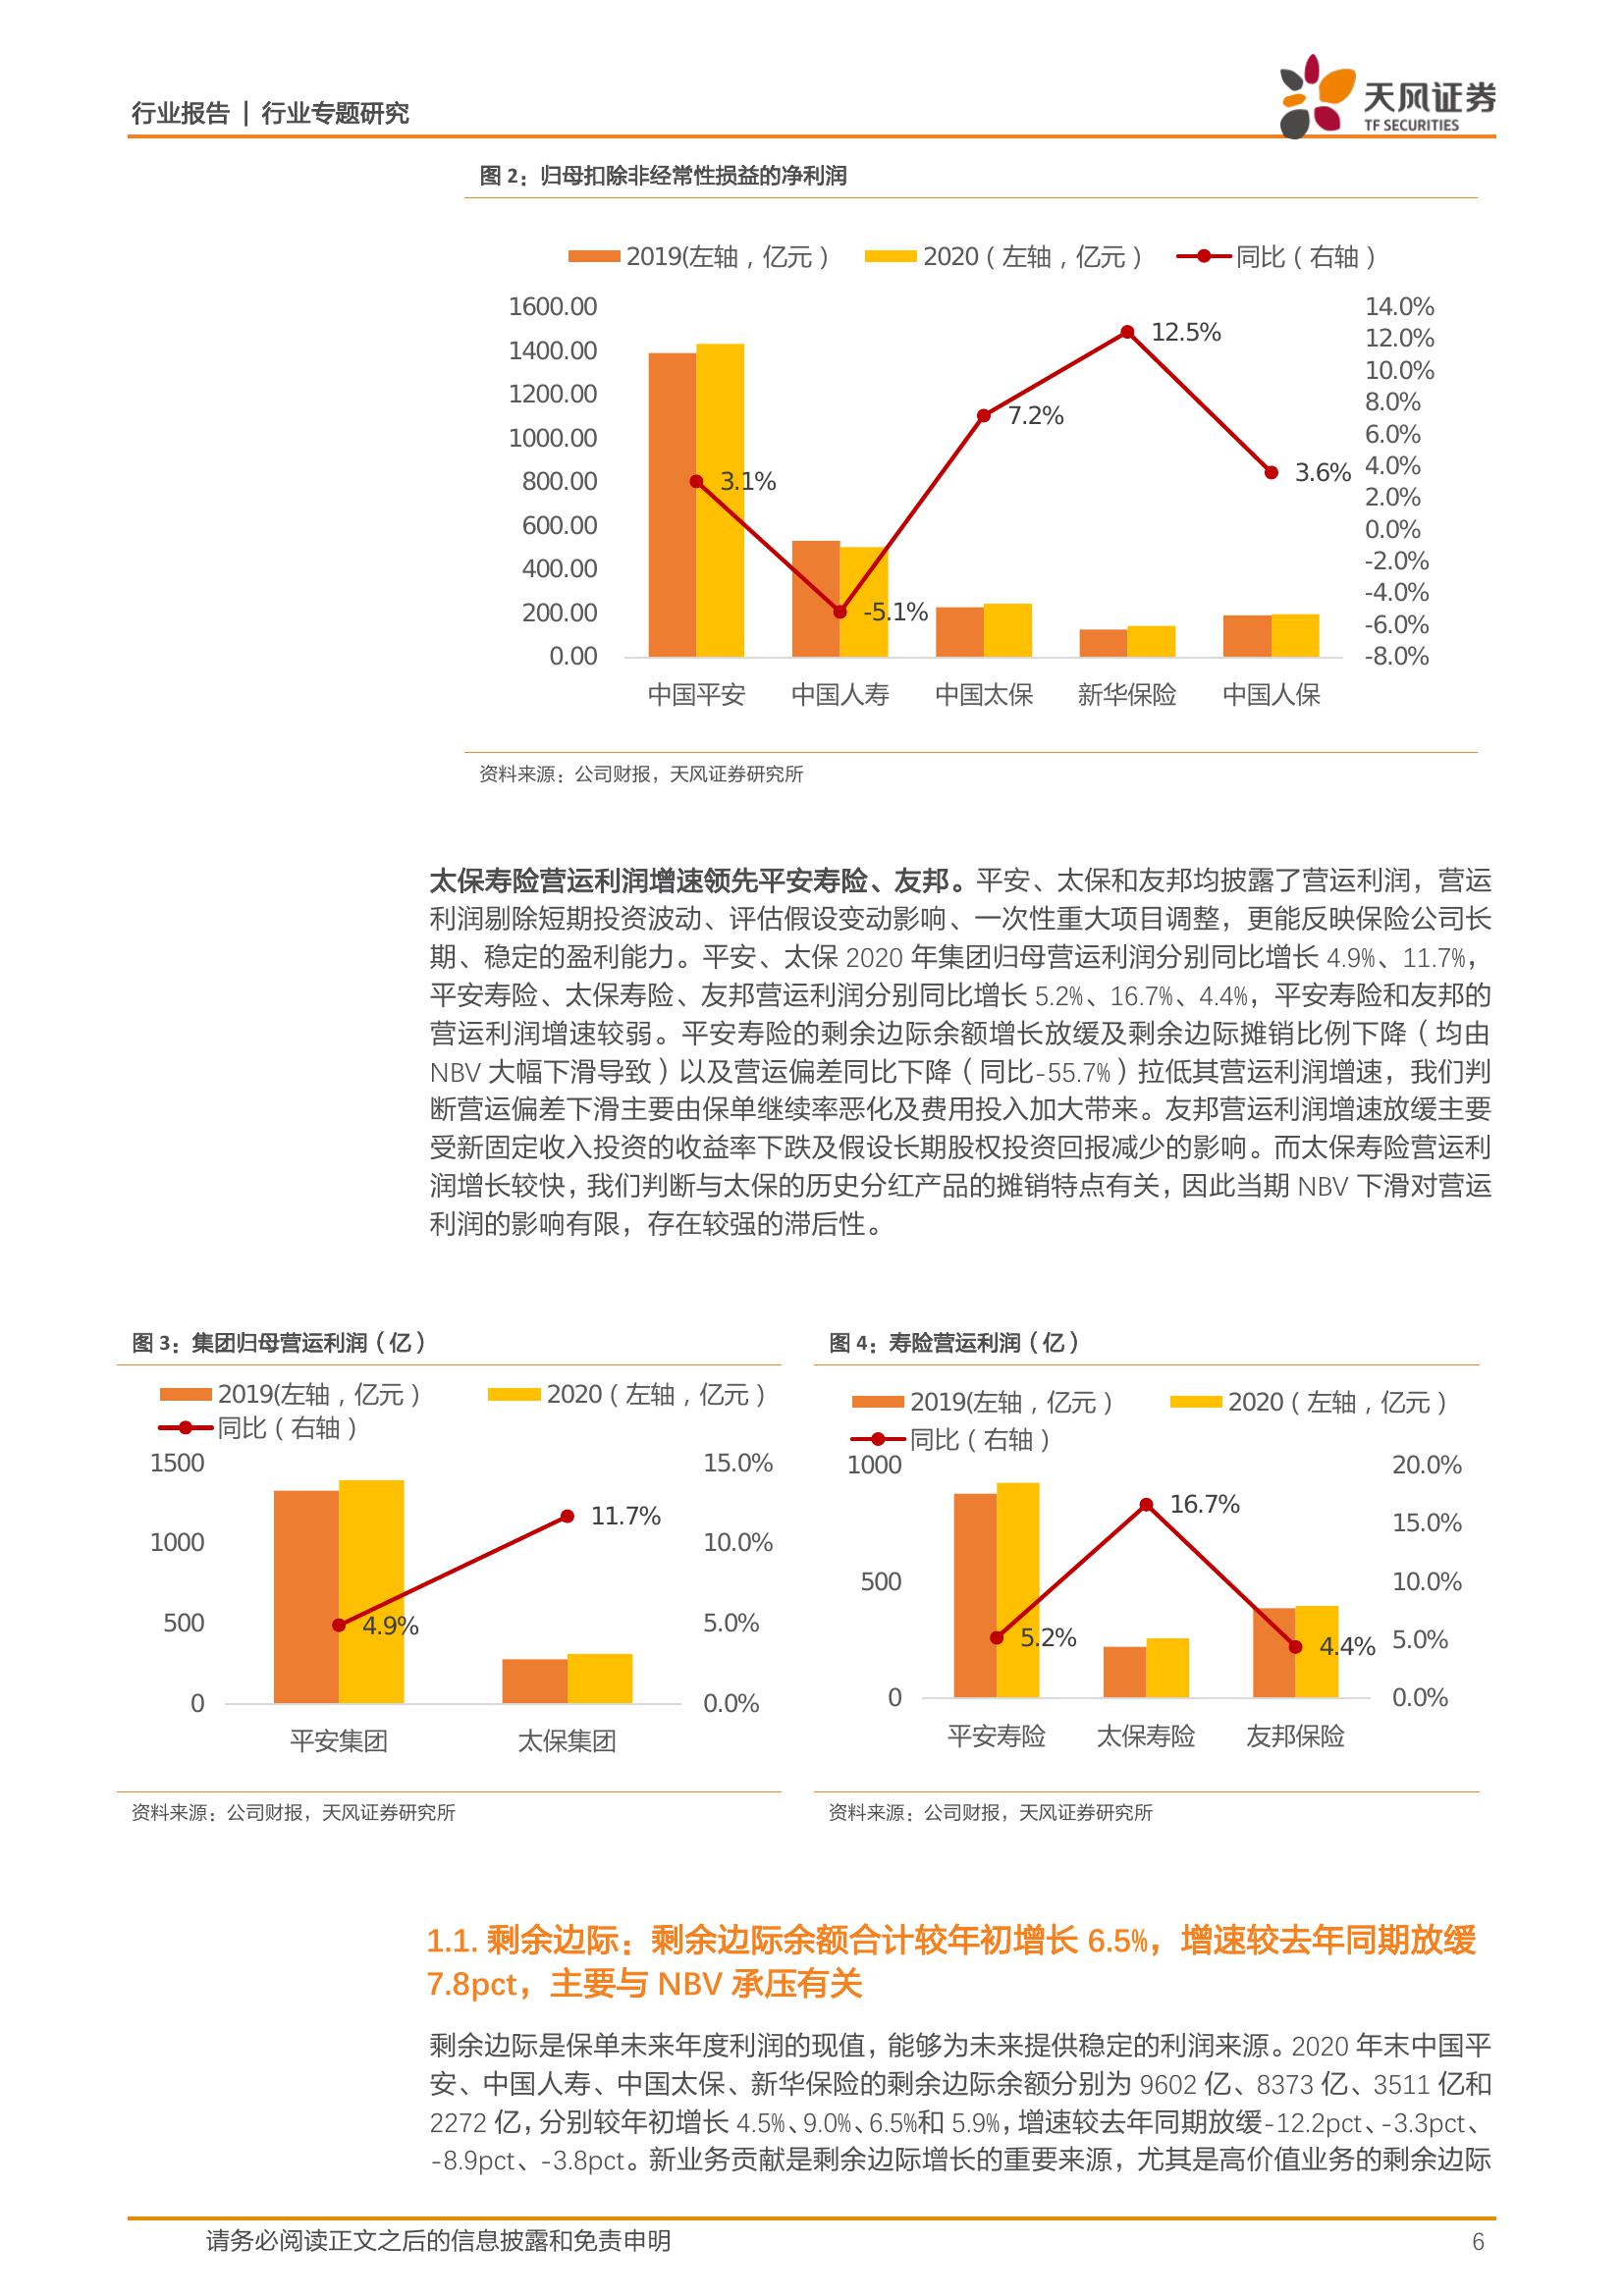 行业报告 | 行业专题研究
天风证券
TF SECURITIES
图 2：归母扣除非经常性损益的净利润
2019(左轴，亿元） 2020（左轴，亿元） 同比（右轴）
1600.00
1400.00
1200.00
1000.00
800.00
600.00
400.00
200.00
0.00
14.0%
12.0%
10.0%
8.0%
6.0%
4.0%
2.0%
0.0%
-2.0%
-4.0%
-6.0%
-8.0%
3.1%
-5.1%
7.2%
12.5%
3.6%
中国平安 中国人寿 中国太保 新华保险 中国人保
资料来源：公司财报，天风证券研究所
太保寿险营运利润增速领先平安寿险、友邦。平安、太保和友邦均披露了营运利润，营运
利润剔除短期投资波动、评估假设变动影响、一次性重大项目调整，更能反映保险公司长
期、稳定的盈利能力。平安、太保 2020 年集团归母营运利润分别同比增长 4.9%、11.7%，
平安寿险、太保寿险、友邦营运利润分别同比增长 5.2%、16.7%、4.4%，平安寿险和友邦的
营运利润增速较弱。平安寿险的剩余边际余额增长放缓及剩余边际摊销比例下降（均由
NBV 大幅下滑导致）以及营运偏差同比下降（同比-55.7%）拉低其营运利润增速，我们判
断营运偏差下滑主要由保单继续率恶化及费用投入加大带来。友邦营运利润增速放缓主要
受新固定收入投资的收益率下跌及假设长期股权投资回报减少的影响。而太保寿险营运利
润增长较快，我们判断与太保的历史分红产品的摊销特点有关，因此当期 NBV 下滑对营运
利润的影响有限，存在较强的滞后性。
图 3：集团归母营运利润（亿）
2019(左轴，亿元） 2020（左轴，亿元）
同比（右轴）
1500
1000
500
0
15.0%
10.0%
5.0%
0.0%
4.9%
11.7%
平安集团 太保集团
资料来源：公司财报，天风证券研究所
图 4：寿险营运利润（亿）
2019(左轴，亿元） 2020（左轴，亿元）
同比（右轴）
1000
500
0
20.0%
15.0%
10.0%
5.0%
0.0%
5.2%
16.7%
4.4%
平安寿险 太保寿险 友邦保险
资料来源：公司财报，天风证券研究所
1.1. 剩余边际：剩余边际余额合计较年初增长 6.5%，增速较去年同期放缓
7.8pct，主要与 NBV 承压有关
剩余边际是保单未来年度利润的现值，能够为未来提供稳定的利润来源。2020 年末中国平
安、中国人寿、中国太保、新华保险的剩余边际余额分别为 9602 亿、8373 亿、3511 亿和
2272 亿，分别较年初增长 4.5%、9.0%、6.5%和 5.9%，增速较去年同期放缓-12.2pct、-3.3pct、
-8.9pct、-3.8pct。新业务贡献是剩余边际增长的重要来源，尤其是高价值业务的剩余边际
请务必阅读正文之后的信息披露和免责申明
6